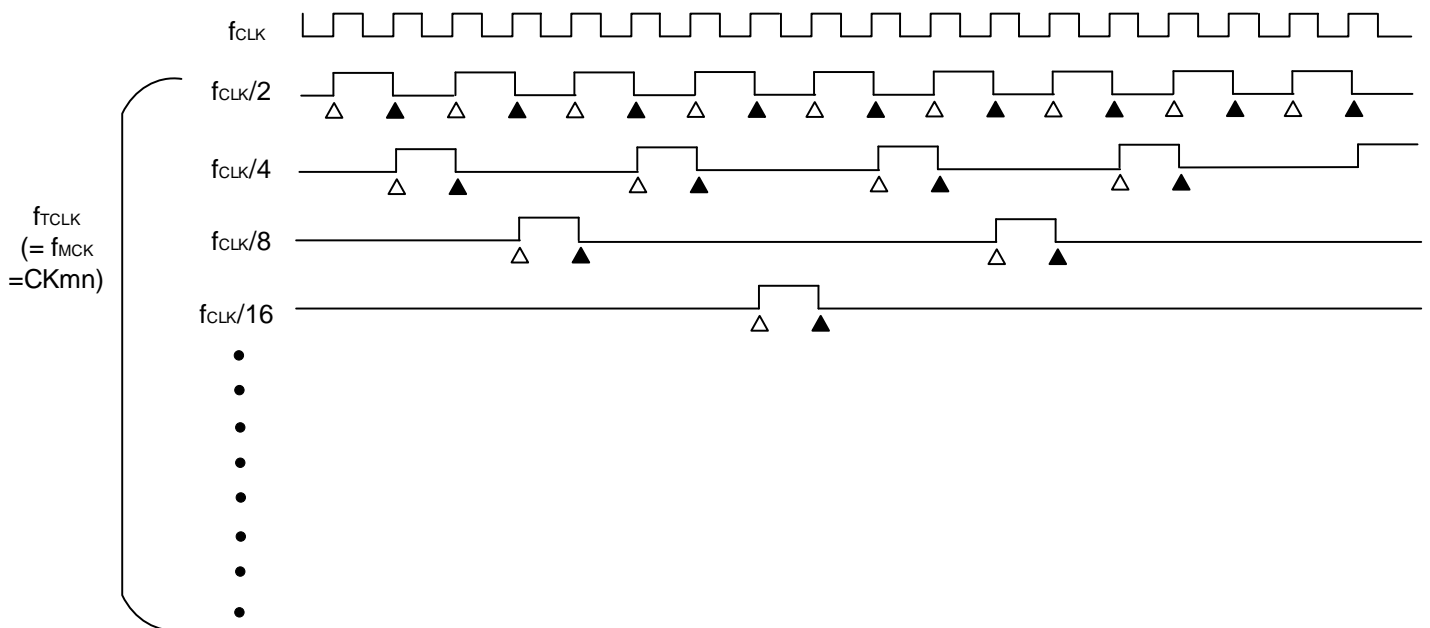 fCLK
fCLK/2
fCLK/4
fTCLK
(= fMCK
=CKmn)
fCLK/8
fCLK/16